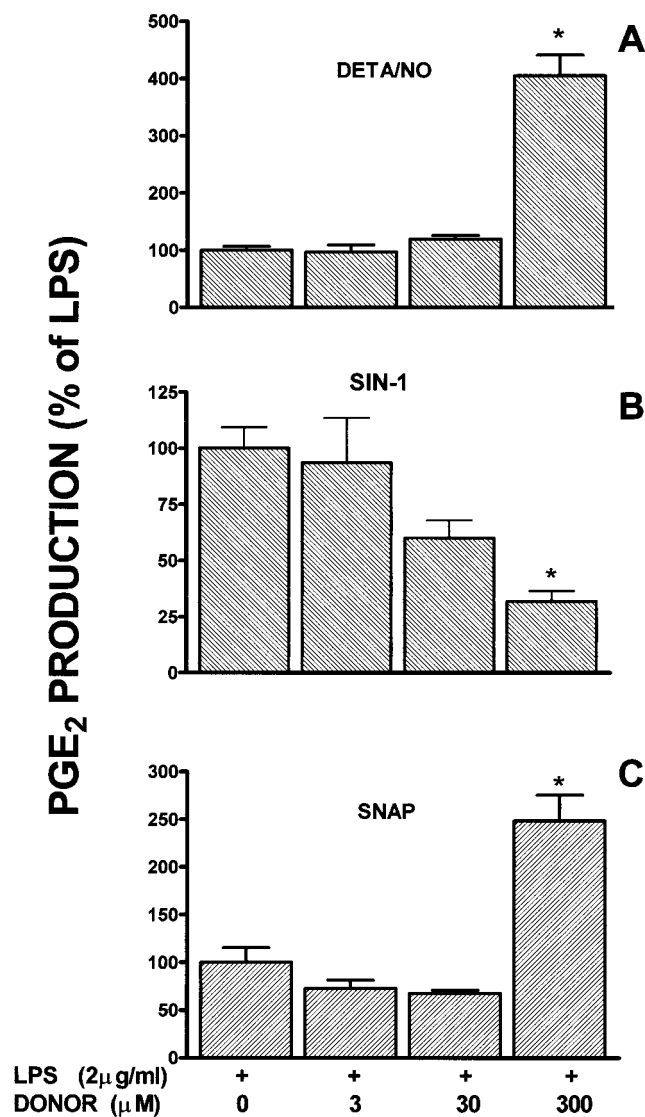 PGE2 PRODUCTION (% of LPS)
A
DETA/NO
500
400
300
200
100
0
*
B
SIN-1
125
100
75
50
25
0
*
C
SNAP
300
250
200
150
100
50
0
*
LPS (2μg/ml) + + + +
DONOR (μM) 0 3 30 300